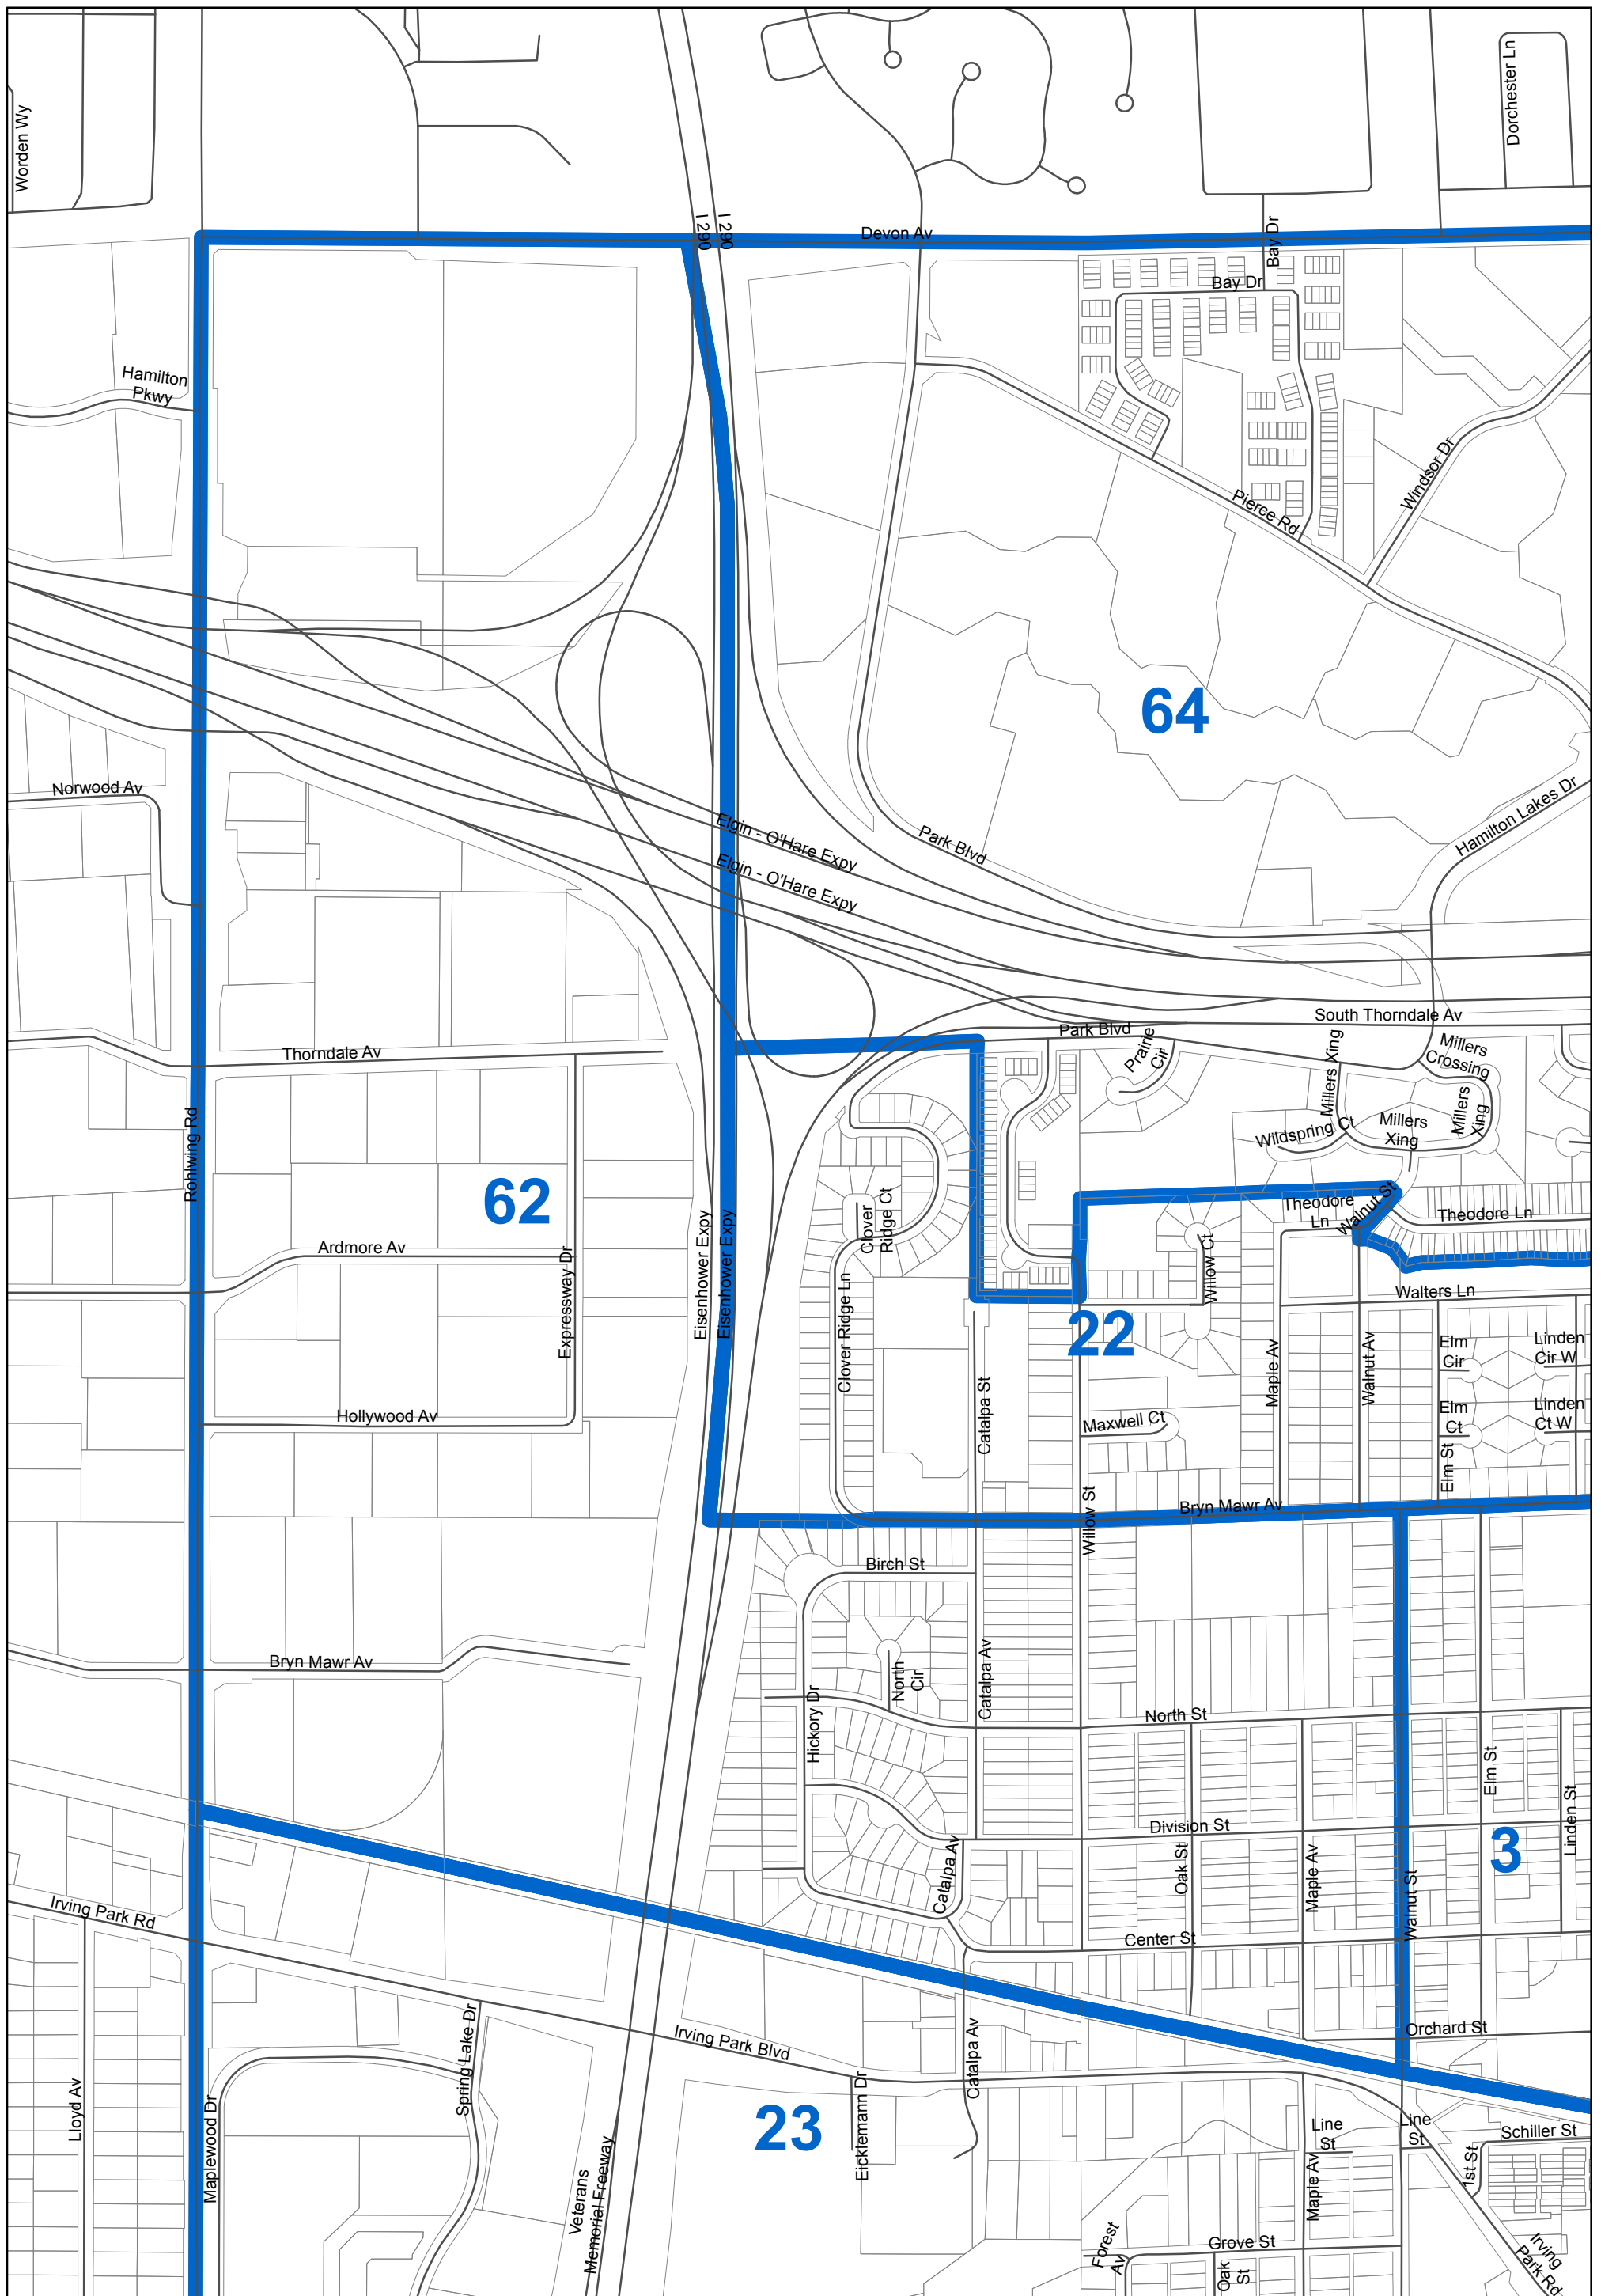 Worden Wy
Dorchester Ln
I 290
I 290
Devon Av
Bay Dr
Bay Dr
Hamilton
Pkwy
Windsor Dr
Pierce Rd
64
Norwood Av
Hamilton Lakes Dr
Elgin - O'Hare Expy
Park Blvd
Elgin - O'Hare Expy
South Thorndale Av
Park Blvd
Prairie
Cir
Millers Xing
Millers
Crossing
Thorndale Av
Rohlwing Rd
Millers
Xing
Millers
Xing
Wildspring Ct
62
Clover
Ridge Ct
Theodore
Ln
Walnut St
Theodore Ln
Ardmore Av
Expressway Dr
Eisenhower Expy
Eisenhower Expy
Willow Ct
Walters Ln
22
Clover Ridge Ln
Catalpa St
Maple Av
Walnut Av
Elm
Cir
Linden
Cir W
Hollywood Av
Maxwell Ct
Elm
Ct
Linden
Ct W
Elm St
Willow St
Bryn Mawr Av
Birch St
Bryn Mawr Av
North
Cir
Catalpa Av
Hickory Dr
North St
Elm St
Linden St
Division St
3
Oak St
Maple Av
Walnut St
Catalpa Av
Irving Park Rd
Center St
Orchard St
Irving Park Blvd
Spring Lake Dr
Catalpa Av
Lloyd Av
Maplewood Dr
Eicklemann Dr
23
Line
St
Line
St
Schiller St
1st St
Maple Av
Veterans
Memorial Freeway
Forest
Av
Grove St
Oak
St
Irving
Park Rd